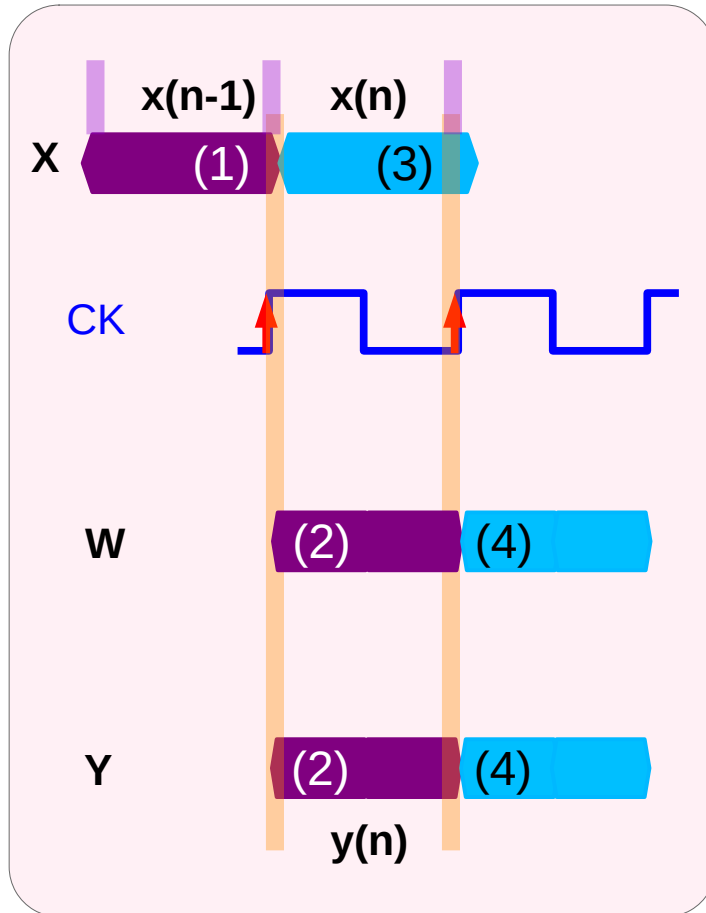 x(n-1) x(n)
X (1) (3)
CK
W (2) (4)
Y (2) (4)
y(n)